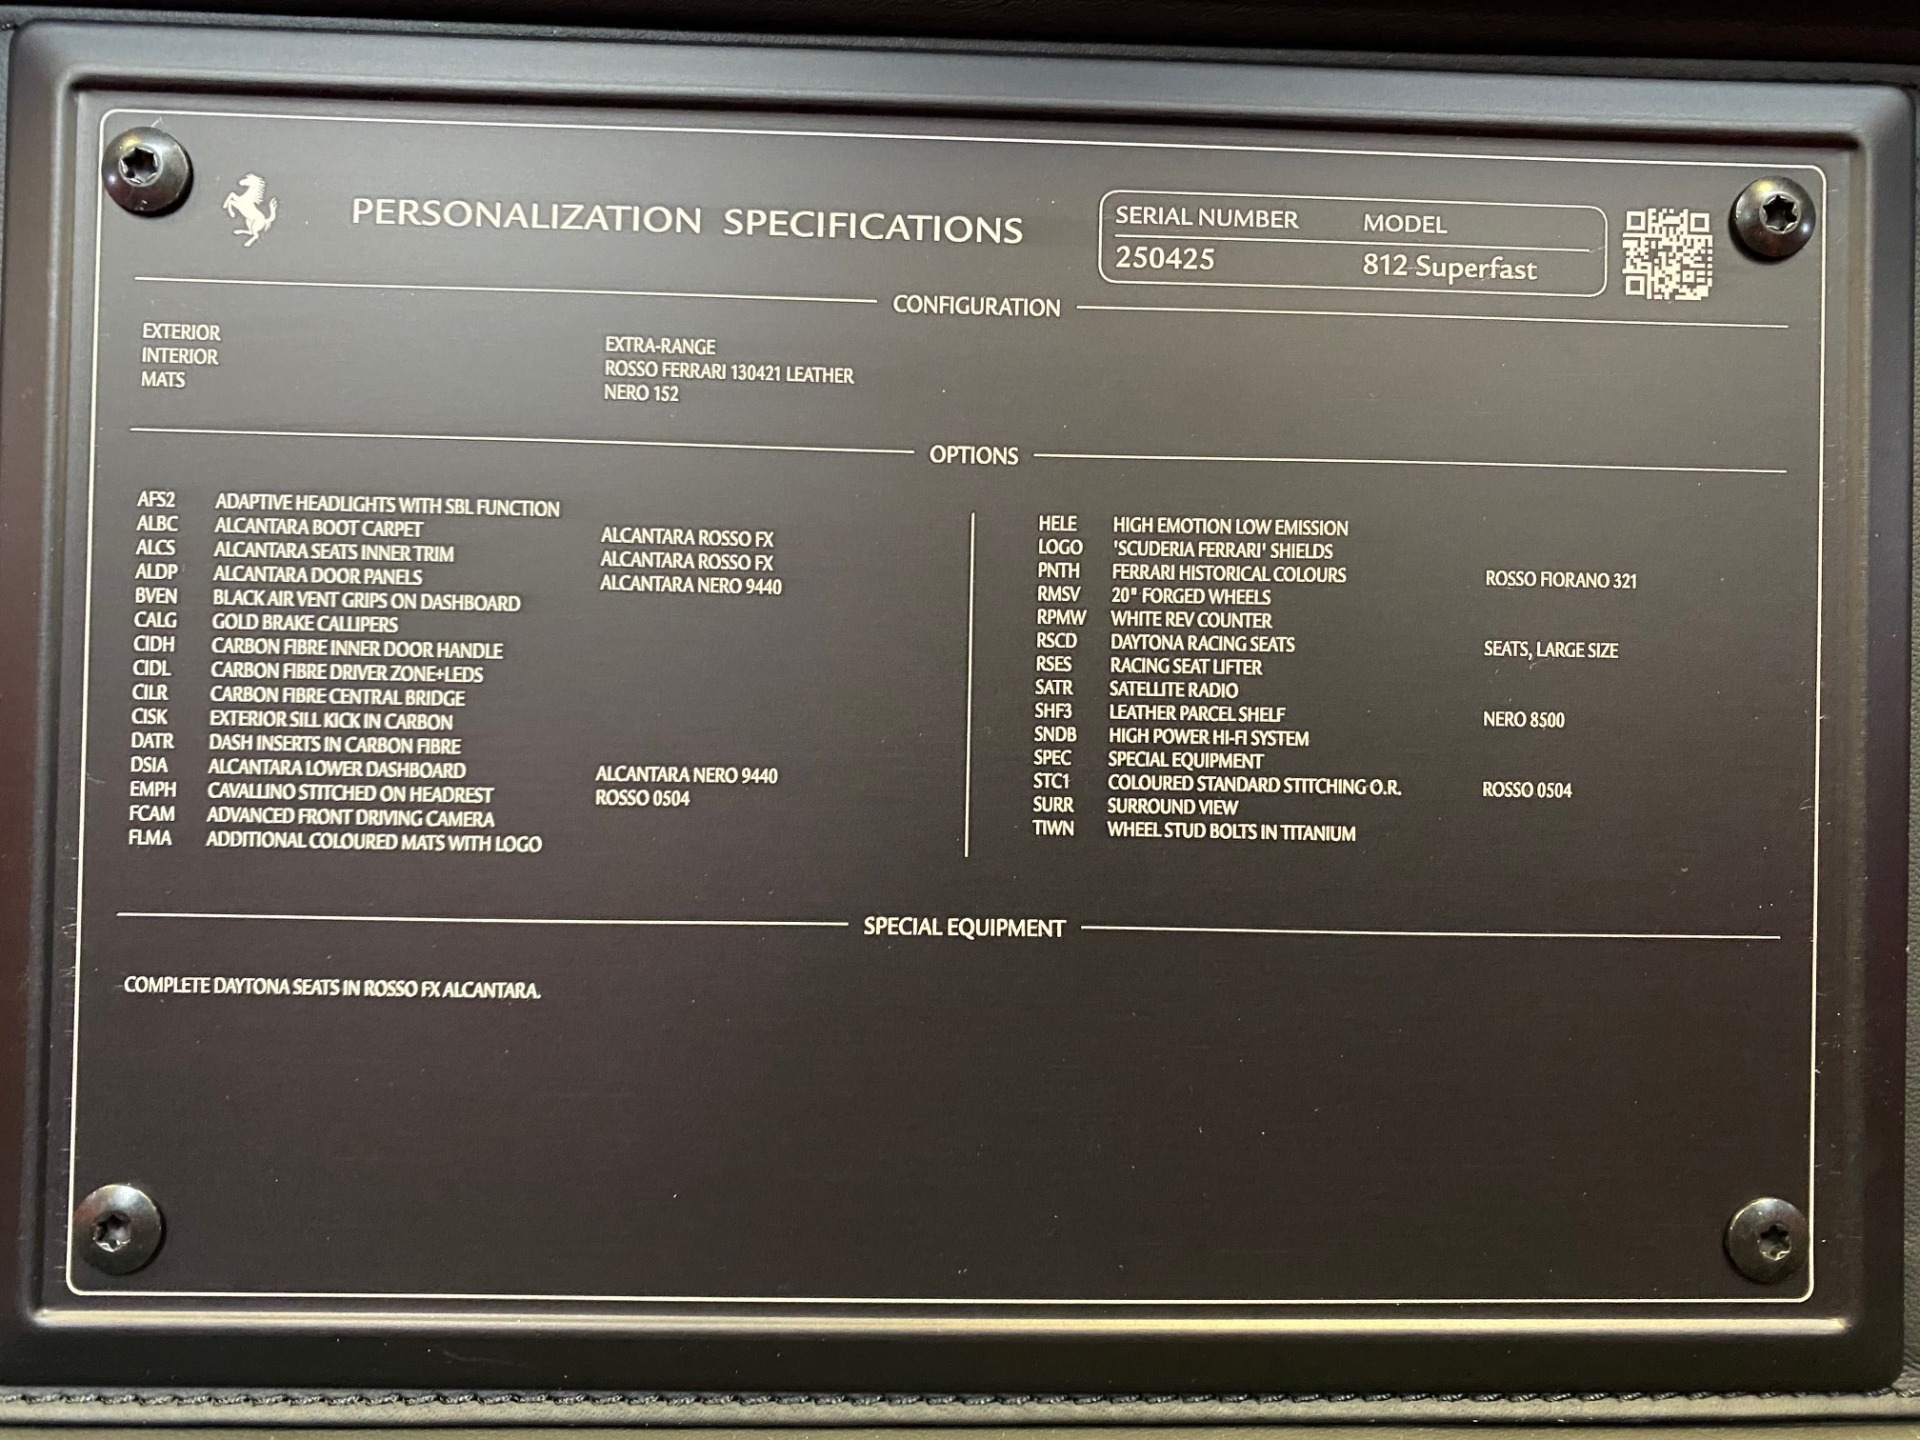 PERSONALIZATION SPECIFICATIONS
SERIAL NUMBER MODEL
250425 812 Superfast
CONFIGURATION
EXTERIOR EXTRA-RANGE
INTERIOR ROSSO FERRARI 130421 LEATHER
MATS NERO 152
OPTIONS
AFS2 ADAPTIVE HEADLIGHTS WITH SBL FUNCTION
ALBC ALCANTARA BOOT CARPET ALCANTARA ROSSO FX
ALCS ALCANTARA SEATS INNER TRIM ALCANTARA ROSSO FX
ALDP ALCANTARA DOOR PANELS ALCANTARA NERO 9440
BVEN BLACK AIR VENT GRIPS ON DASHBOARD
CALG GOLD BRAKE CALLIPERS
CIDH CARBON FIBRE INNER DOOR HANDLE
CIDL CARBON FIBRE DRIVER ZONE+LEDS
CILR CARBON FIBRE CENTRAL BRIDGE
CISK EXTERIOR SILL KICK IN CARBON
DATR DASH INSERTS IN CARBON FIBRE
DSIA ALCANTARA LOWER DASHBOARD ALCANTARA NERO 9440
EMPH CAVALLINO STITCHED ON HEADREST ROSSO 0504
FCAM ADVANCED FRONT DRIVING CAMERA
FLMA ADDITIONAL COLOURED MATS WITH LOGO
HELE HIGH EMOTION LOW EMISSION
LOGO 'SCUDERIA FERRARI' SHIELDS
PNTH FERRARI HISTORICAL COLOURS ROSSO FIORANO 321
RMSV 20" FORGED WHEELS
RPMW WHITE REV COUNTER
RSCD DAYTONA RACING SEATS SEATS, LARGE SIZE
RSES RACING SEAT LIFTER
SATR SATELLITE RADIO
SHF3 LEATHER PARCEL SHELF NERO 8500
SNDB HIGH POWER HI-FI SYSTEM
SPEC SPECIAL EQUIPMENT
STC1 COLOURED STANDARD STITCHING O.R. ROSSO 0504
SURR SURROUND VIEW
TIWN WHEEL STUD BOLTS IN TITANIUM
SPECIAL EQUIPMENT
COMPLETE DAYTONA SEATS IN ROSSO FX ALCANTARA.